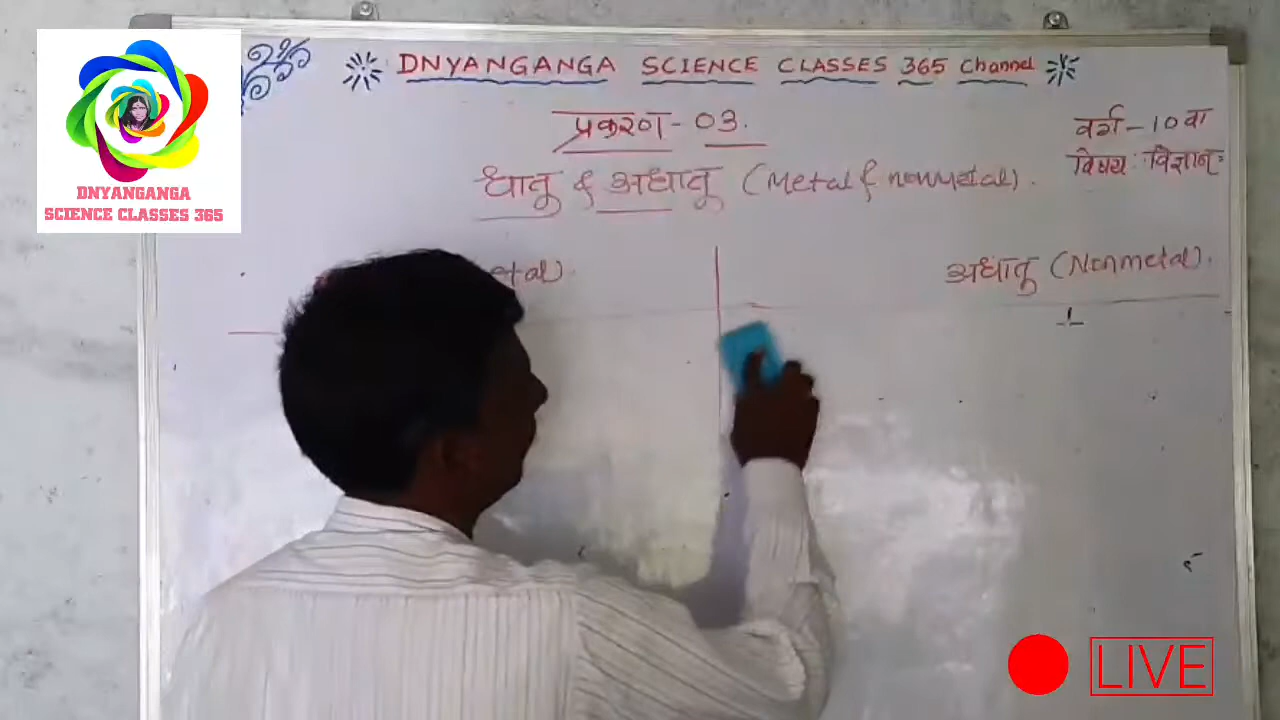 DNYANGANGA SCIENCE CLASSES 365 Channel
प्रकरण - 03.
वर्ग - 10 वा
विषय : विज्ञान :
धातू & अधातू (Metal & nonmetal).
etal).
अधातू (Nonmetal).
DNYANGANGA
SCIENCE CLASSES 365
LIVE